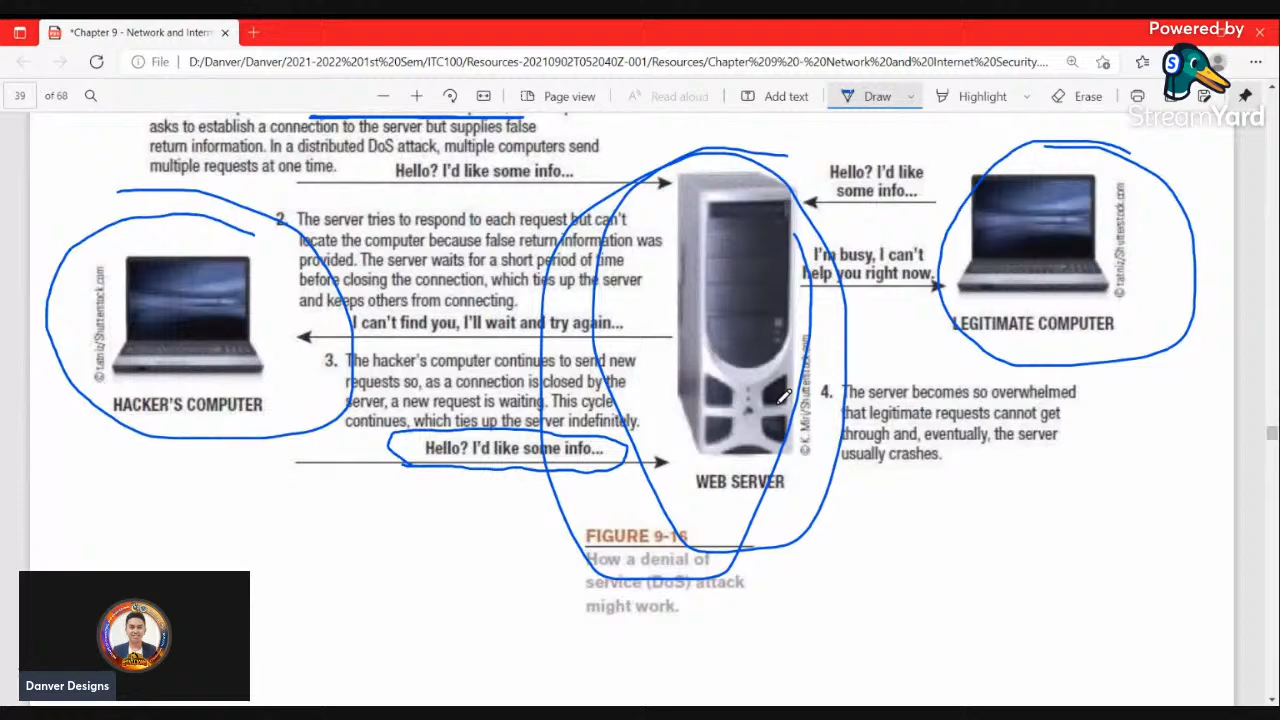 Powered by
StreamYard
*Chapter 9 - Network and Intern
File
D:/Danver/Danver/2021-2022%201st%20Sem/ITC100/Resources-20210902T052040Z-001/Resources/Chapter%209%20-%20Network%20and%20Internet%20Security....
39 of 68
Page view
Read aloud
Add text
Draw
Highlight
Erase
asks to establish a connection to the server but supplies false
return information. In a distributed DoS attack, multiple computers send
multiple requests at one time.
Hello? I'd like some info...
2. The server tries to respond to each request but can't
locate the computer because false return information was
provided. The server waits for a short period of time
before closing the connection, which ties up the server
and keeps others from connecting.
I can't find you, I'll wait and try again...
3. The hacker's computer continues to send new
requests so, as a connection is closed by the
server, a new request is waiting. This cycle
continues, which ties up the server indefinitely.
Hello? I'd like some info...
© tatniz/Shutterstock.com
HACKER'S COMPUTER
© K. Miri/Shutterstock.com
WEB SERVER
Hello? I'd like
some info...
I'm busy, I can't
help you right now.
© tatniz/Shutterstock.com
LEGITIMATE COMPUTER
4. The server becomes so overwhelmed
that legitimate requests cannot get
through and, eventually, the server
usually crashes.
FIGURE 9-16
How a denial of
service (DoS) attack
might work.
Danver Designs